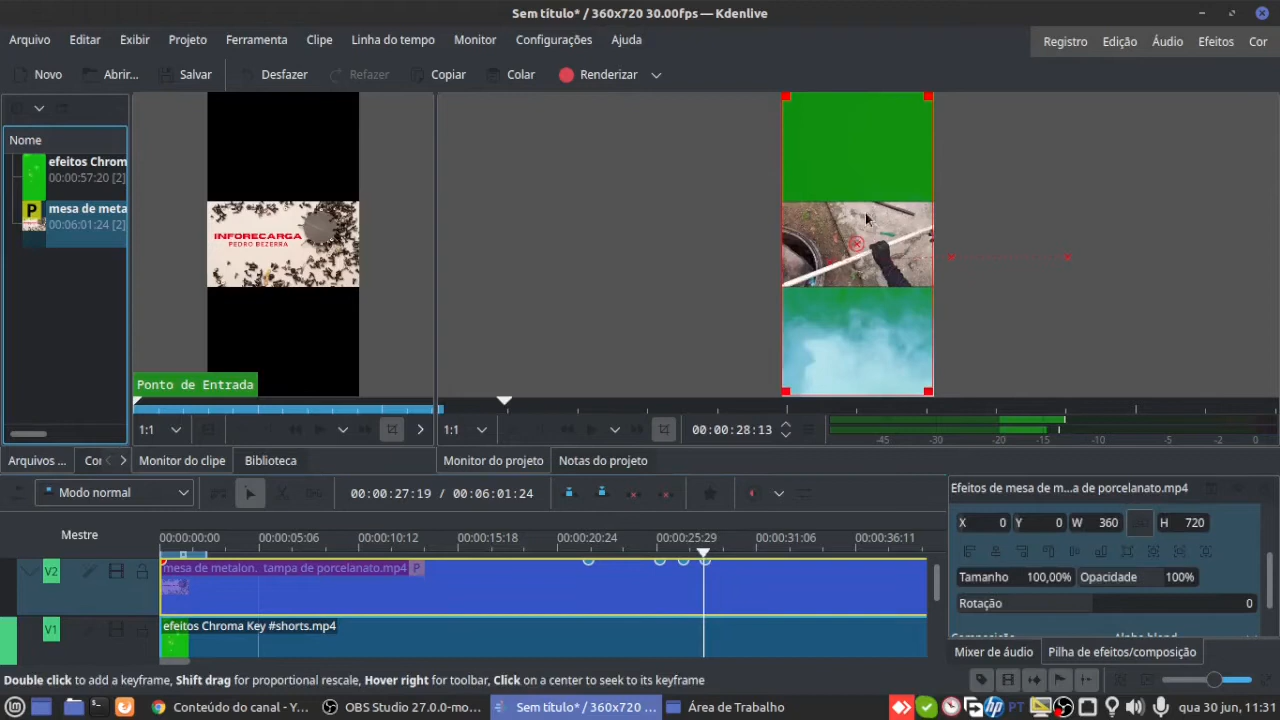 Sem título* / 360x720 30.00fps — Kdenlive
Arquivo Editar Exibir Projeto Ferramenta Clipe Linha do tempo Monitor Configurações Ajuda
Registro Edição Áudio Efeitos Cor
Novo Abrir... Salvar Desfazer Refazer Copiar Colar Renderizar
Nome
efeitos Chrom
00:00:57:20 [2]
P
mesa de meta
00:06:01:24 [2]
INFORECARGA
PEDRO BEZERRA
Ponto de Entrada
1:1
1:1
00:00:28:13
-45 -30 -20 -15 -10 -5 -2 0
Arquivos ... Cor
Monitor do clipe Biblioteca
Monitor do projeto Notas do projeto
Modo normal
00:00:27:19 / 00:06:01:24
Efeitos de mesa de m...a de porcelanato.mp4
X 0 Y 0 W 360 H 720
Tamanho 100,00% Opacidade 100%
Rotação 0
Alpha blend
Mixer de áudio Pilha de efeitos/composição
Mestre
00:00:00:00 00:00:05:06 00:00:10:12 00:00:15:18 00:00:20:24 00:00:25:29 00:00:31:06 00:00:36:11
V2
mesa de metalon. tampa de porcelanato.mp4 P
V1
efeitos Chroma Key #shorts.mp4
Double click to add a keyframe, Shift drag for proportional rescale, Hover right for toolbar, Click on a center to seek to its keyframe
Conteúdo do canal - Y... OBS Studio 27.0.0-mo... Sem título* / 360x720 ... Área de Trabalho
hp PT
qua 30 jun, 11:31